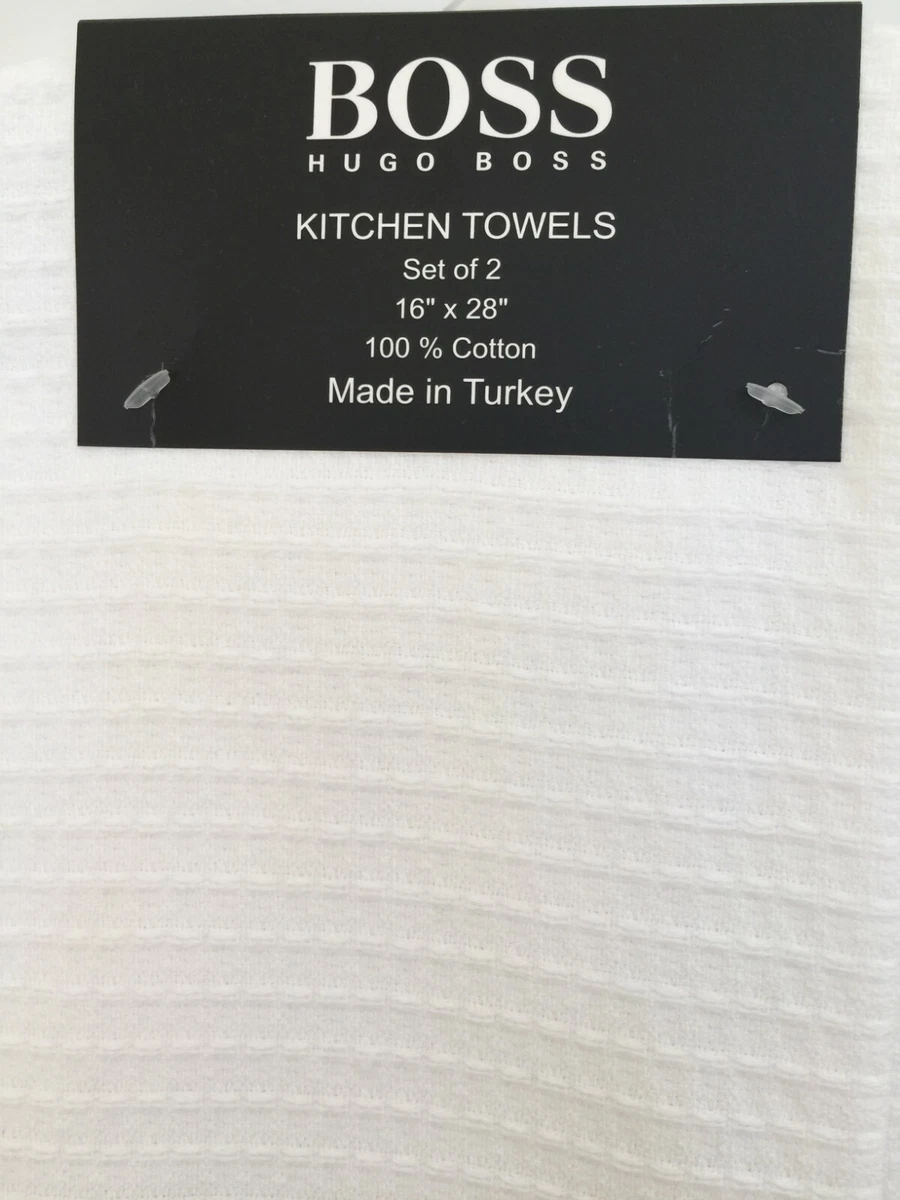 BOSS
HUGO BOSS
KITCHEN TOWELS
Set of 2
16" x 28"
100 % Cotton
Made in Turkey